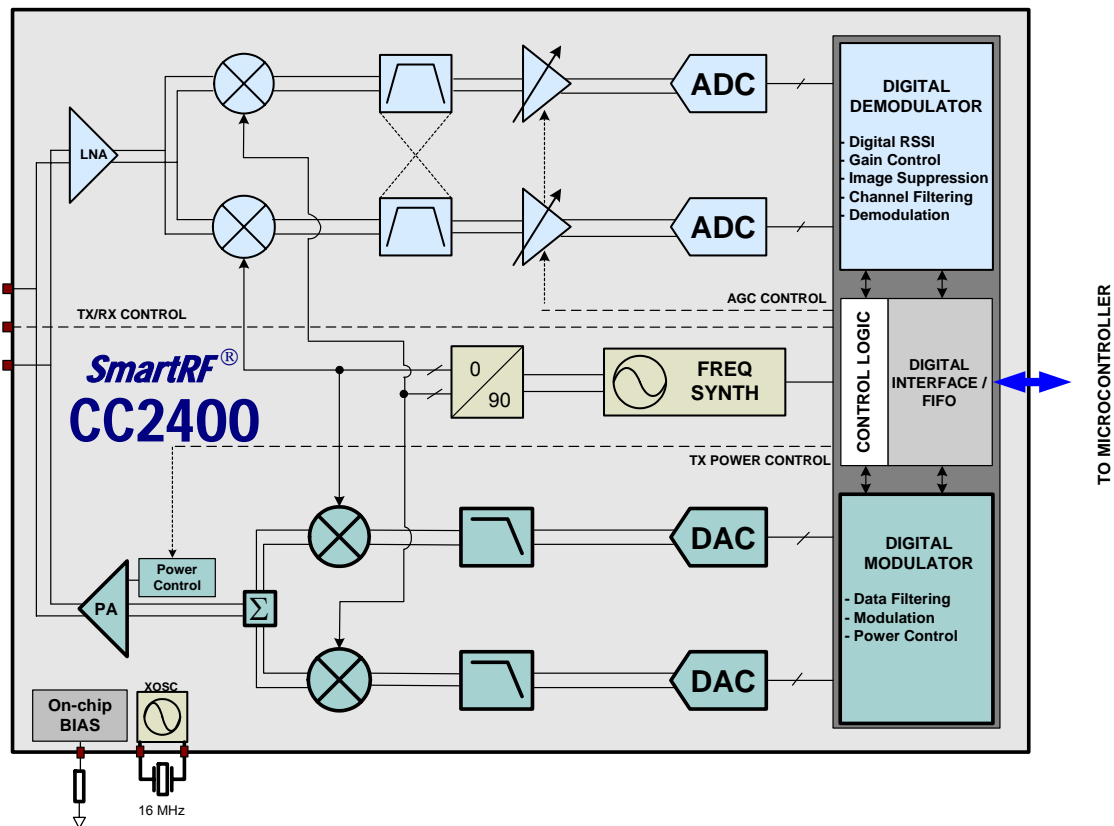 LNA
ADC
ADC
DIGITAL
DEMODULATOR
- Digital RSSI
- Gain Control
- Image Suppression
- Channel Filtering
- Demodulation
AGC CONTROL
TX/RX CONTROL
SmartRF®
CC2400
0
90
FREQ
SYNTH
CONTROL LOGIC
DIGITAL
INTERFACE /
FIFO
TO MICROCONTROLLER
TX POWER CONTROL
Power
Control
PA
Σ
DAC
DAC
DIGITAL
MODULATOR
- Data Filtering
- Modulation
- Power Control
On-chip
BIAS
XOSC
16 MHz